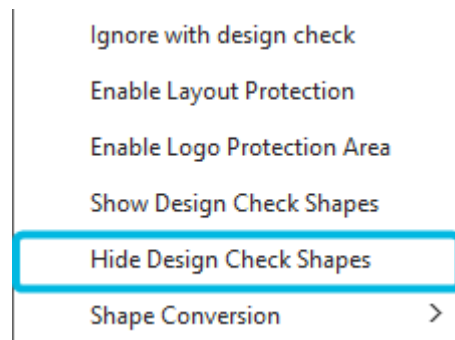 Ignore with design check
Enable Layout Protection
Enable Logo Protection Area
Show Design Check Shapes
Hide Design Check Shapes
Shape Conversion